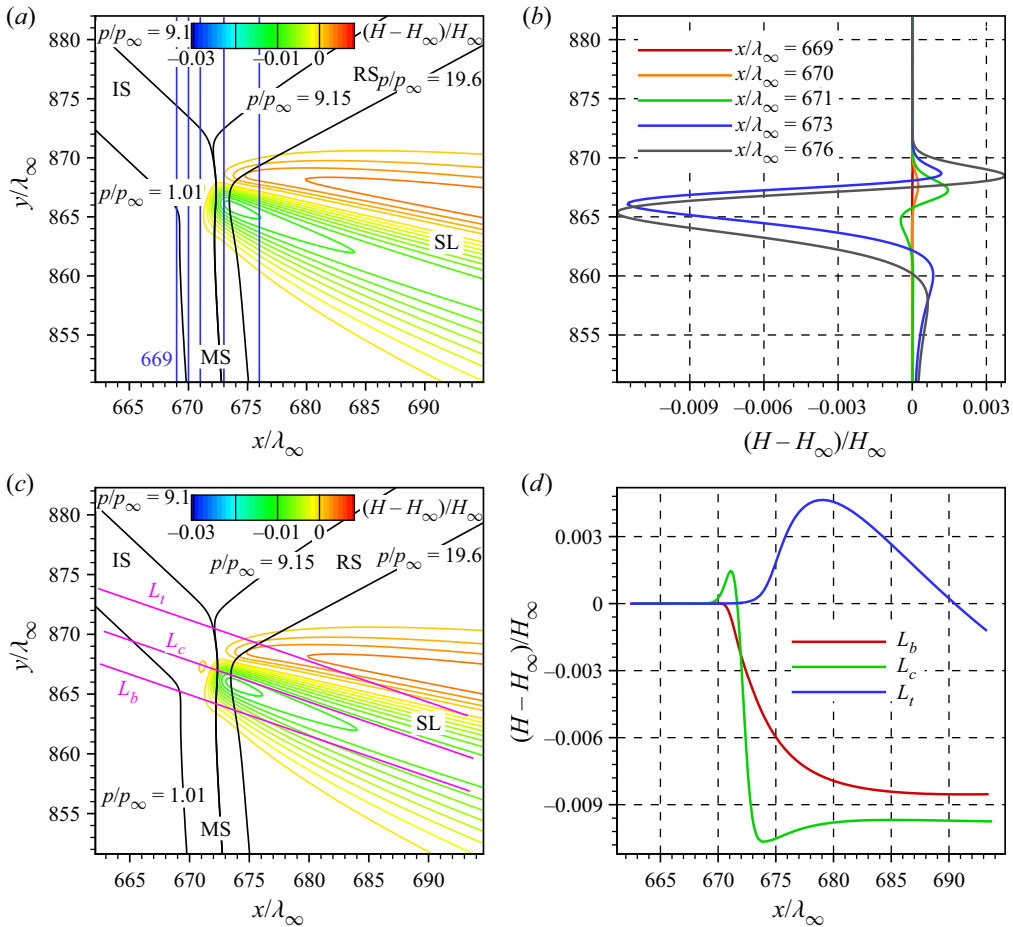 (a)
880
875
870
865
860
855
y/λ∞
p/p∞ = 9.1
(H – H∞)/H∞
–0.03 –0.01 0
IS
RS
p/p∞ = 19.6
p/p∞ = 9.15
p/p∞ = 1.01
SL
669
MS
665 670 675 680 685 690
x/λ∞
(b)
880
875
870
865
860
855
x/λ∞ = 669
x/λ∞ = 670
x/λ∞ = 671
x/λ∞ = 673
x/λ∞ = 676
–0.009 –0.006 –0.003 0 0.003
(H – H∞)/H∞
(c)
880
875
870
865
860
855
y/λ∞
p/p∞ = 9.1
(H – H∞)/H∞
–0.03 –0.01 0
IS
RS
p/p∞ = 19.6
p/p∞ = 9.15
Lt
Lc
Lb
SL
p/p∞ = 1.01
MS
665 670 675 680 685 690
x/λ∞
(d)
0.003
0
–0.003
–0.006
–0.009
(H – H∞)/H∞
Lb
Lc
Lt
665 670 675 680 685 690
x/λ∞